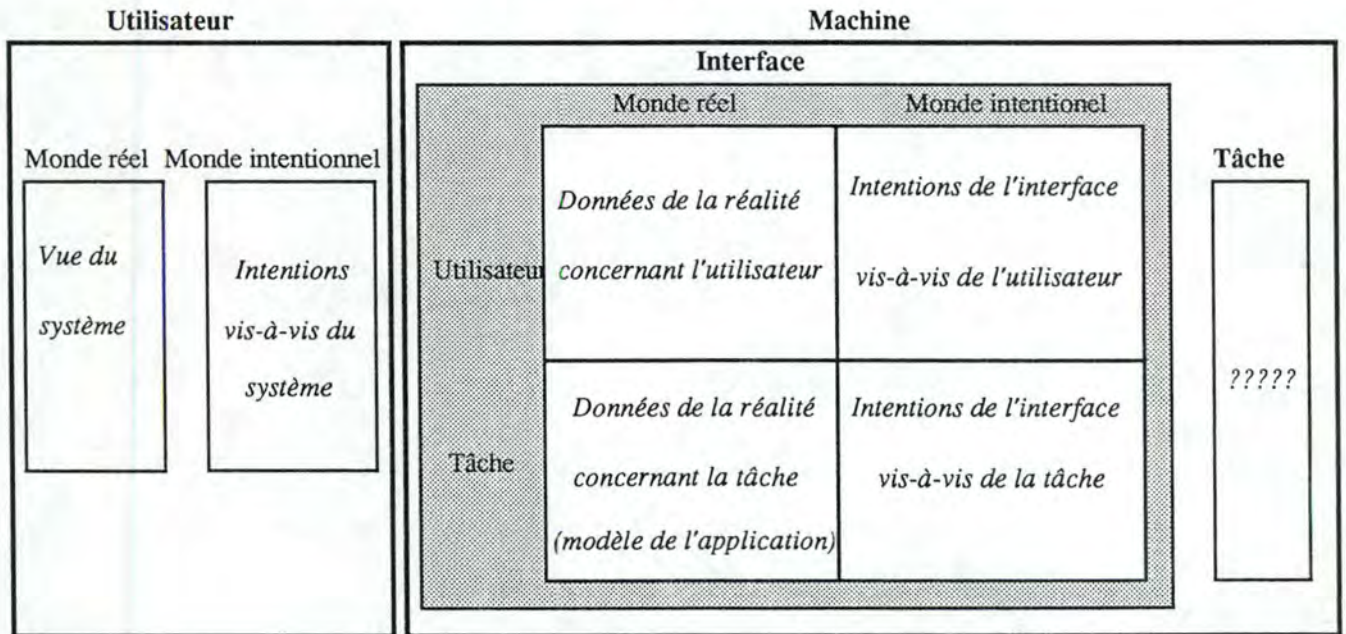 Utilisateur
Monde réel Monde intentionnel
Vue du
système
Intentions
vis-à-vis du
système
Machine
Interface
Monde réel Monde intentionel
Utilisateur
Données de la réalité
concernant l'utilisateur
Intentions de l'interface
vis-à-vis de l'utilisateur
Tâche
Données de la réalité
concernant la tâche
(modèle de l'application)
Intentions de l'interface
vis-à-vis de la tâche
Tâche
?????